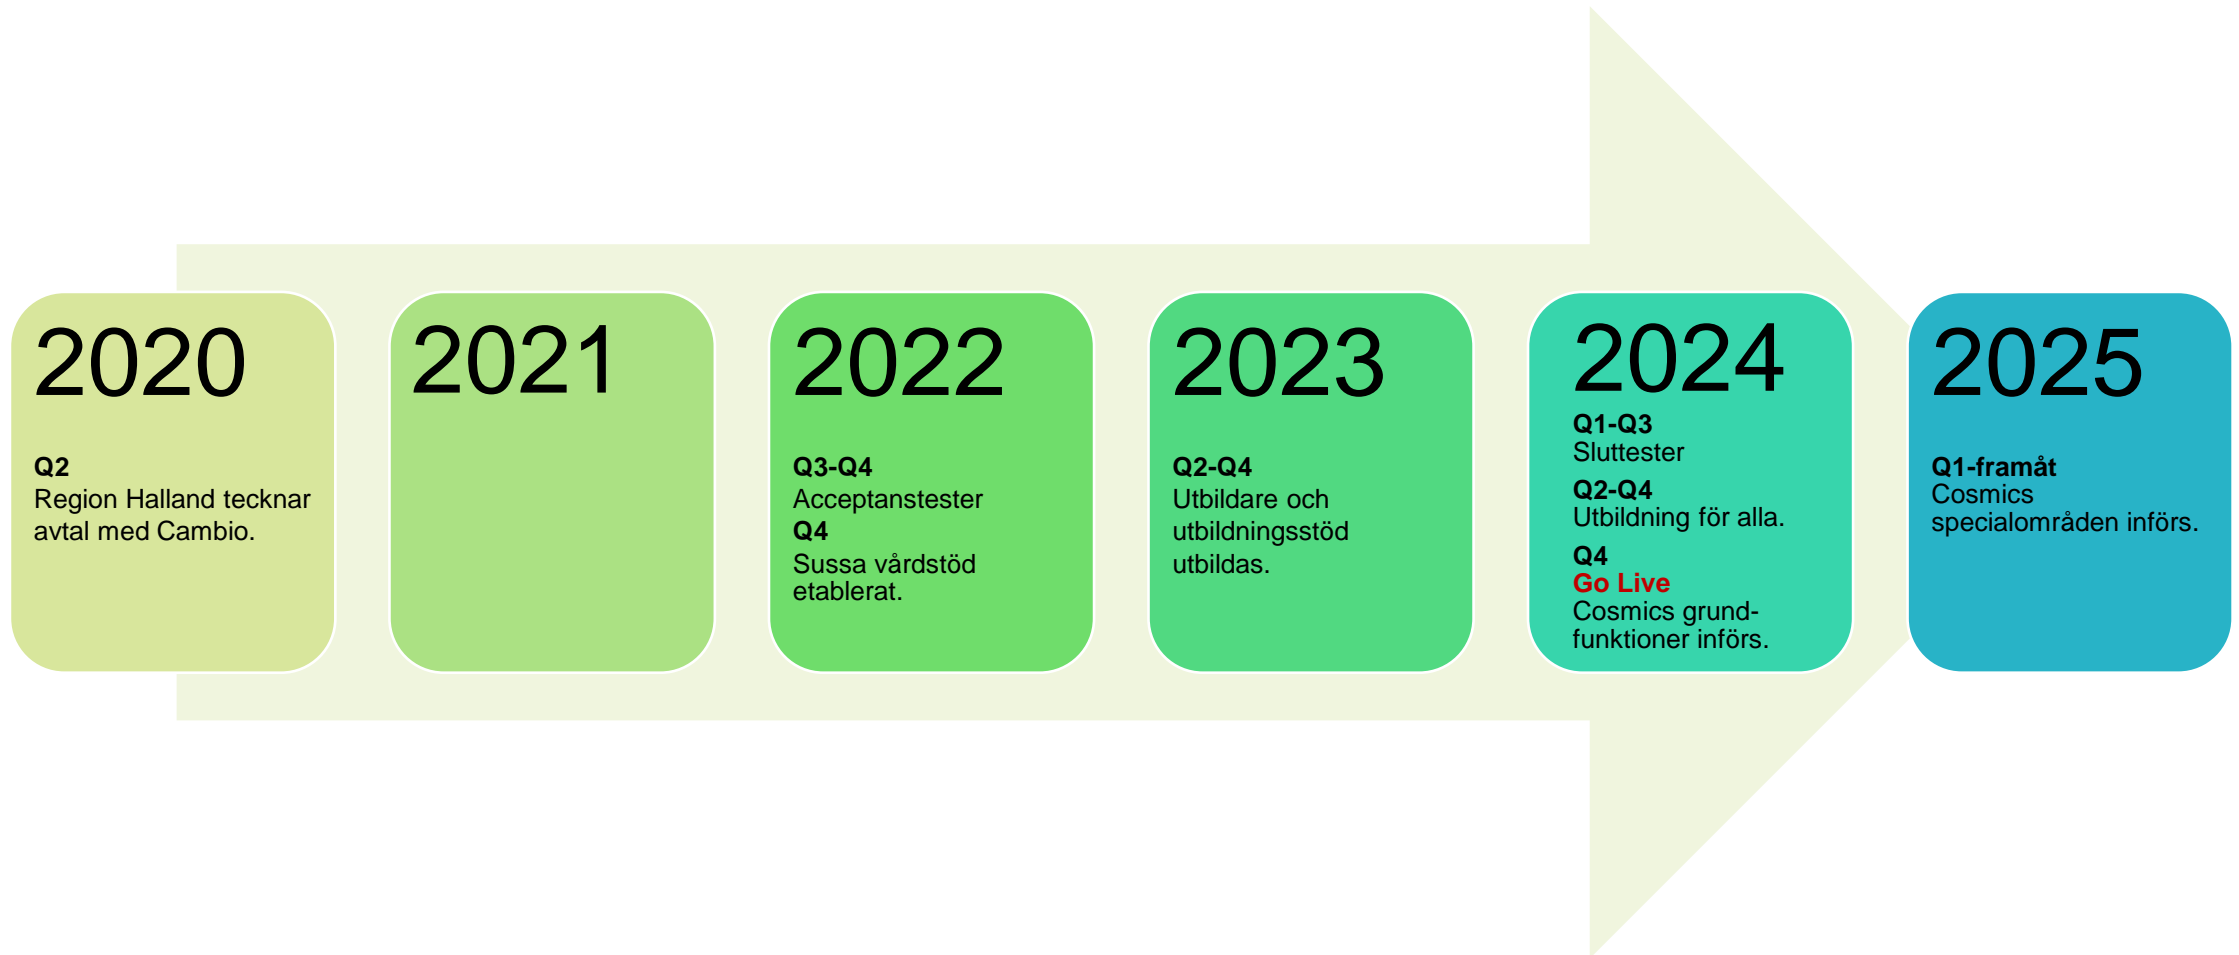 2020
Q2
Region Halland tecknar
avtal med Cambio.
2021
2022
Q3-Q4
Acceptanstester
Q4
Sussa vårdstöd
etablerat.
2023
Q2-Q4
Utbildare och
utbildningsstöd
utbildas.
2024
Q1-Q3
Sluttester
Q2-Q4
Utbildning för alla.
Q4
Go Live
Cosmics grund-
funktioner införs.
2025
Q1-framåt
Cosmics
specialområden införs.